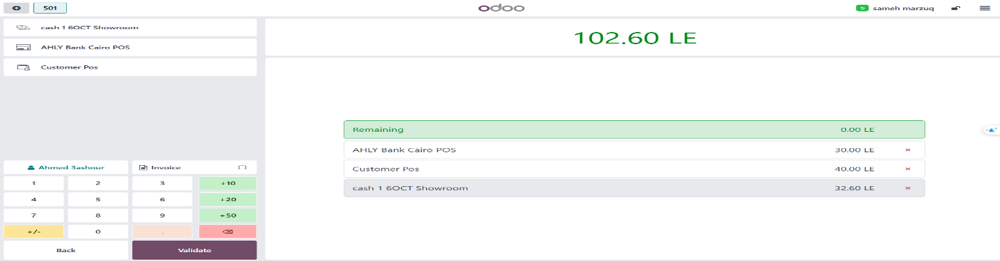 501
odoo
S sameh marzuq
cash 1 6OCT Showroom
AHLY Bank Cairo POS
Customer Pos
102.60 LE
Remaining 0.00 LE
AHLY Bank Cairo POS 30.00 LE ×
Customer Pos 40.00 LE ×
cash 1 6OCT Showroom 32.60 LE ×
Ahmed 3ashour Invoice
1 2 3 +10
4 5 6 +20
7 8 9 +50
+/- 0 .
Back Validate